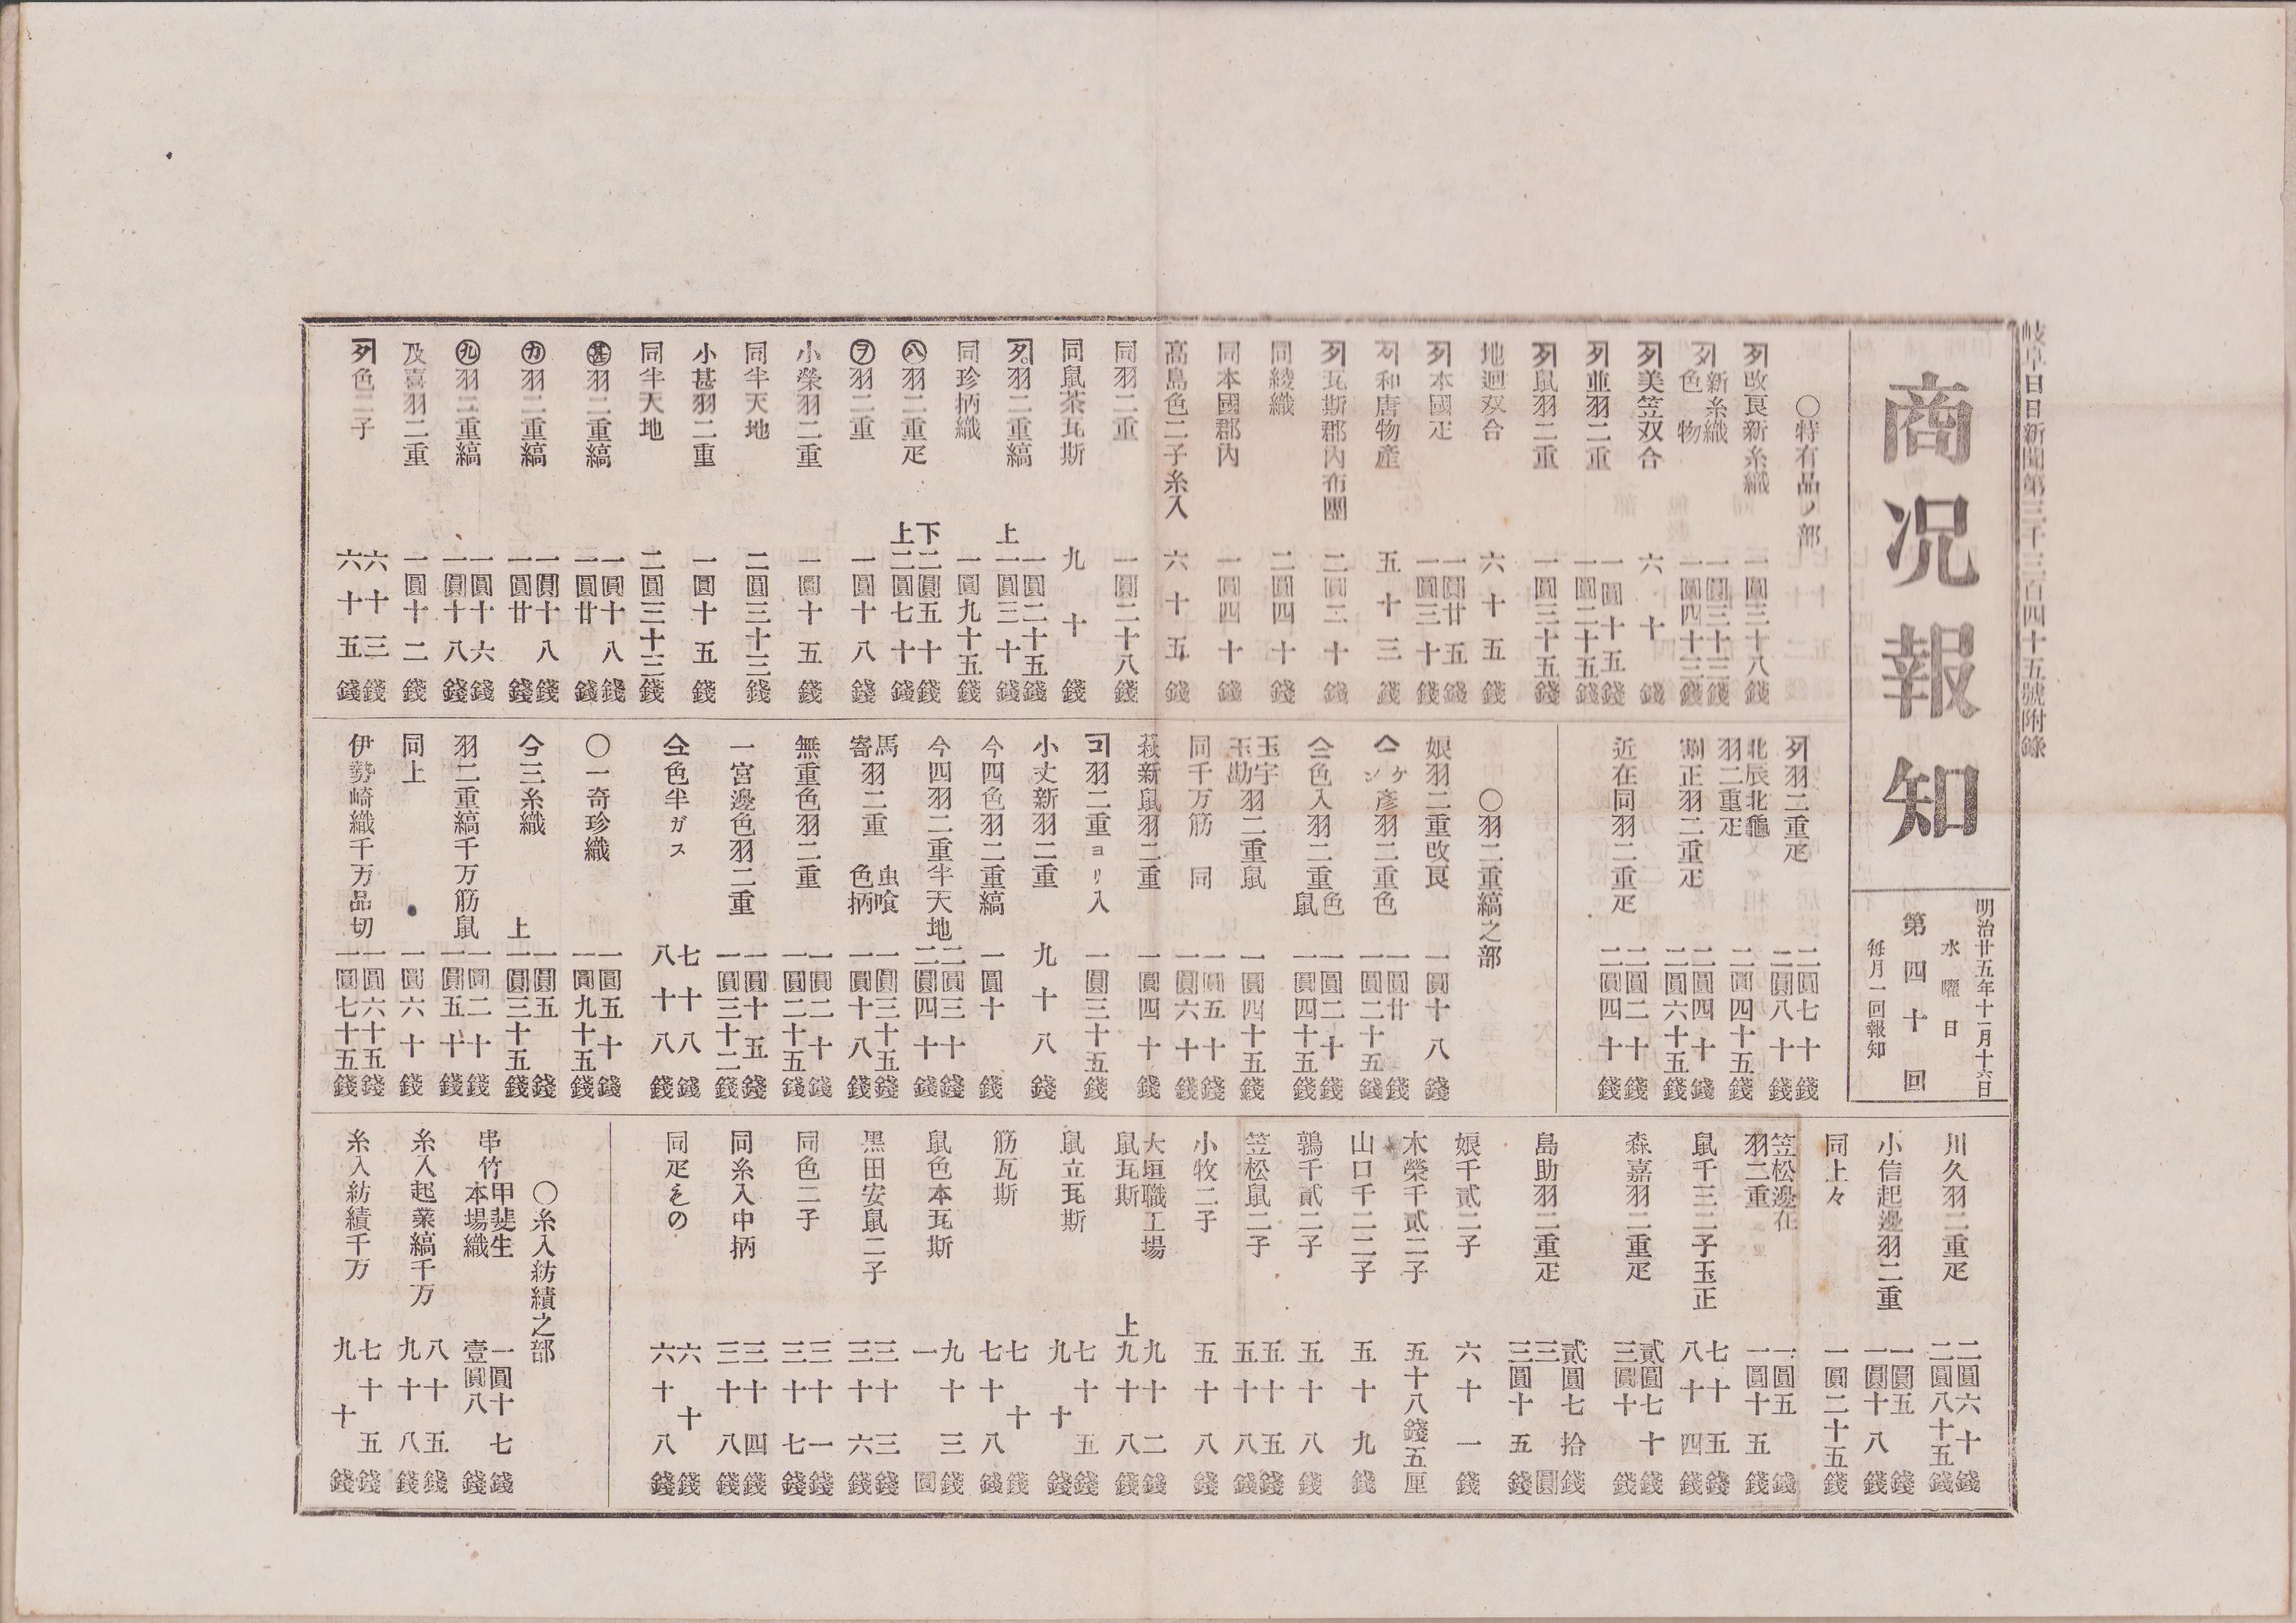 岐阜日日新聞第三千三百四十五號附錄
商况報知
明治廿五年十一月十六日
水曜日
第四十回
每月一回報知
〇特有品ノ部
改良新糸織 一圓三十八錢
新糸織 一圓三十三錢
色物 一圓四十三錢
美笠双合 六十錢
並羽二重 一圓十五錢
一圓二十五錢
鼠羽二重 一圓三十五錢
地廻双合 六十五錢
本國疋 一圓廿五錢
一圓三十錢
和唐物產 五十三錢
瓦斯郡內布團 二圓二十錢
同綾織 二圓四十錢
同本國郡內 一圓四十錢
髙島色二子糸入 六十五錢
同羽二重 一圓二十八錢
同鼠茶瓦斯 九十錢
羽二重縞 一圓二十五錢
上一圓三十錢
同珍柄織 一圓九十五錢
八羽二重疋 下二圓五十錢
上二圓七十錢
ヲ羽二重 一圓十八錢
小榮羽二重 一圓十五錢
同半天地 二圓三十三錢
小甚羽二重 一圓十五錢
同半天地 二圓三十三錢
甚羽二重縞 一圓十八錢
一圓廿錢
カ羽二重縞 一圓十八錢
一圓廿錢
九羽二重縞 一圓十六錢
一圓十八錢
及喜羽二重 一圓十二錢
色二子 六十三錢
六十五錢
羽二重疋 二圓七十錢
二圓八十錢
北辰北龜
羽二重疋 二圓四十五錢
割正羽二重疋 二圓四十錢
二圓六十五錢
近在同羽二重疋 二圓二十錢
二圓四十錢
〇羽二重縞之部
娘羽二重改良 一圓十八錢
ケン彥羽二重色 一圓廿錢
一圓二十五錢
色入羽二重色鼠 一圓二十錢
一圓四十五錢
玉宇
玉勘羽二重鼠 一圓四十五錢
同千万筋 同 一圓五十錢
一圓六十錢
萩新鼠羽二重 一圓四十錢
羽二重ヨリ入 一圓三十五錢
小丈新羽二重 九十八錢
今四色羽二重縞 一圓十錢
今四羽二重半天地 二圓三十錢
二圓四十錢
馬寄羽二重 虫喰色柄 一圓三十五錢
一圓十八錢
無重色羽二重 一圓二十錢
一圓二十五錢
一宮邊色羽二重 一圓十五錢
一圓三十二錢
色半ガス 七十八錢
八十八錢
〇一奇珍織 一圓五十錢
一圓九十五錢
三糸織 一圓五錢
上一圓三十五錢
羽二重縞千万筋鼠 一圓二十錢
一圓五十錢
同上 一圓六十錢
伊勢崎織千万品切 一圓六十五錢
一圓七十五錢
川久羽二重疋 二圓六十錢
二圓八十五錢
小信起邊羽二重 一圓五錢
一圓十八錢
同上々 一圓二十五錢
笠松邊在
羽二重 一圓五錢
一圓十五錢
鼠千三二子玉正 七十五錢
八十四錢
森嘉羽二重疋 貳圓七十錢
三圓十錢
島助羽二重疋 貳圓七拾錢
三圓
三圓十五錢
娘千貳二子 六十一錢
木榮千貳二子 五十八錢五厘
山口千二二子 五十九錢
鶉千貳二子 五十八錢
笠松鼠二子 五十五錢
五十八錢
小牧二子 五十八錢
大垣職工場
鼠瓦斯 九十二錢
上九十八錢
鼠立瓦斯 七十五錢
九十錢
筋瓦斯 七十錢
七十八錢
鼠色本瓦斯 九十三錢
一圓
黑田安鼠二子 三十三錢
三十六錢
同色二子 三十一錢
三十七錢
同糸入中柄 三十四錢
三十八錢
同疋もの 六十錢
六十八錢
〇糸入紡績之部
串竹甲斐生 一圓十七錢
本場織 壹圓八錢
糸入起業縞千万 八十五錢
九十八錢
糸入紡績千万 七十五錢
九十錢